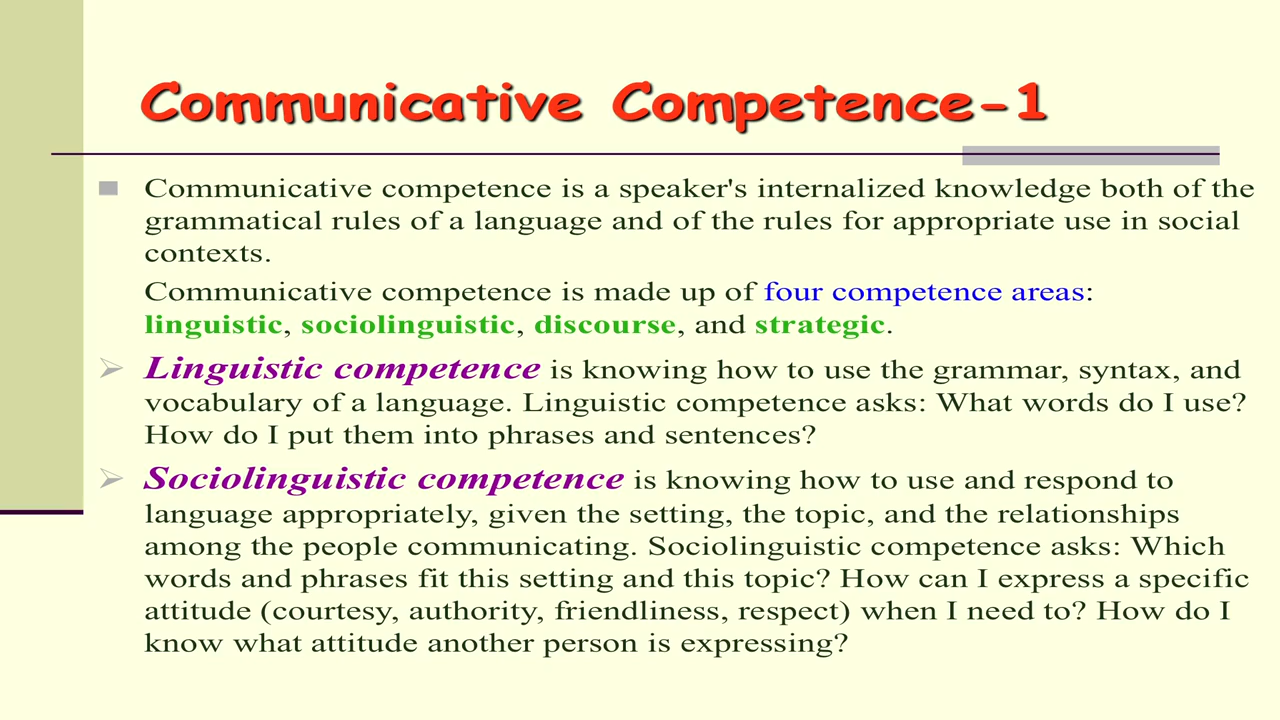 Communicative Competence-1
Communicative competence is a speaker's internalized knowledge both of the
grammatical rules of a language and of the rules for appropriate use in social
contexts.
Communicative competence is made up of four competence areas:
linguistic, sociolinguistic, discourse, and strategic.
Linguistic competence is knowing how to use the grammar, syntax, and
vocabulary of a language. Linguistic competence asks: What words do I use?
How do I put them into phrases and sentences?
Sociolinguistic competence is knowing how to use and respond to
language appropriately, given the setting, the topic, and the relationships
among the people communicating. Sociolinguistic competence asks: Which
words and phrases fit this setting and this topic? How can I express a specific
attitude (courtesy, authority, friendliness, respect) when I need to? How do I
know what attitude another person is expressing?